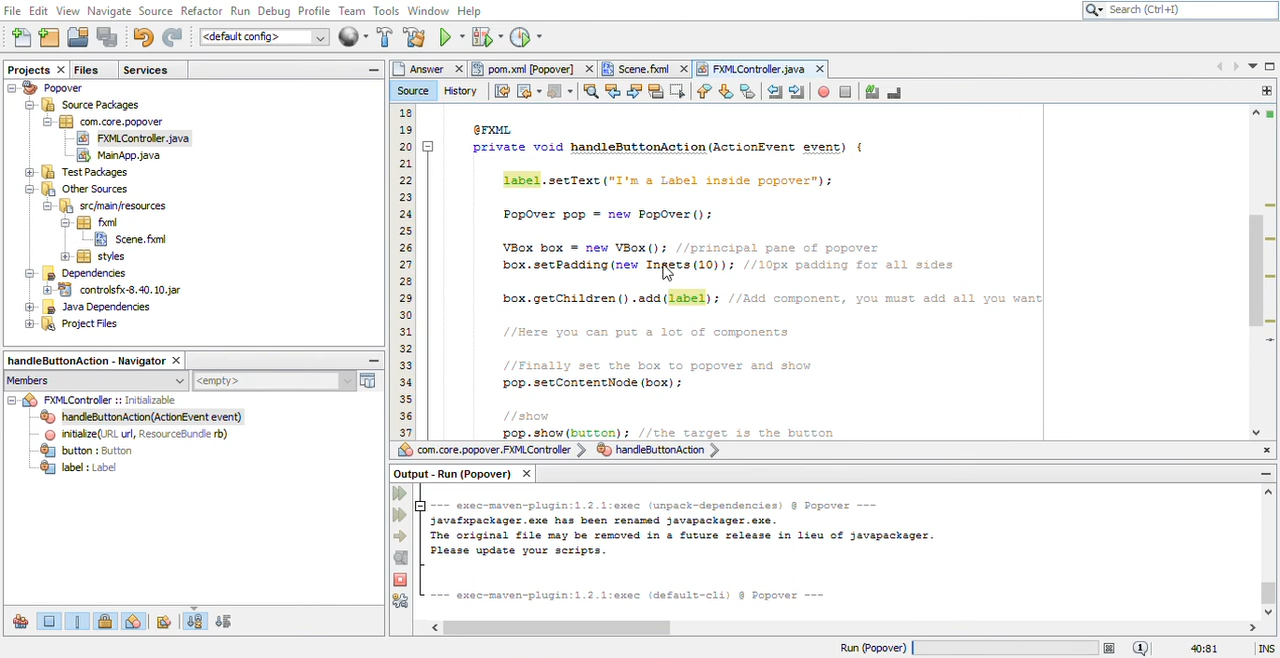 File Edit View Navigate Source Refactor Run Debug Profile Team Tools Window Help
Search (Ctrl+I)
<default config>
Projects Files Services
Popover
Source Packages
com.core.popover
FXMLController.java
MainApp.java
Test Packages
Other Sources
src/main/resources
fxml
Scene.fxml
styles
Dependencies
controlsfx-8.40.10.jar
Java Dependencies
Project Files
handleButtonAction - Navigator
Members <empty>
FXMLController :: Initializable
handleButtonAction(ActionEvent event)
initialize(URL url, ResourceBundle rb)
button : Button
label : Label
Answer pom.xml [Popover] Scene.fxml FXMLController.java
Source History
18
19 @FXML
20 private void handleButtonAction(ActionEvent event) {
21
22 label.setText("I'm a Label inside popover");
23
24 PopOver pop = new PopOver();
25
26 VBox box = new VBox(); //principal pane of popover
27 box.setPadding(new Insets(10)); //10px padding for all sides
28
29 box.getChildren().add(label); //Add component, you must add all you want
30
31 //Here you can put a lot of components
32
33 //Finally set the box to popover and show
34 pop.setContentNode(box);
35
36 //show
37 pop.show(button); //the target is the button
com.core.popover.FXMLController handleButtonAction
Output - Run (Popover)
--- exec-maven-plugin:1.2.1:exec (unpack-dependencies) @ Popover ---
javafxpackager.exe has been renamed javapackager.exe.
The original file may be removed in a future release in lieu of javapackager.
Please update your scripts.
--- exec-maven-plugin:1.2.1:exec (default-cli) @ Popover ---
Run (Popover) 1 40:81 INS